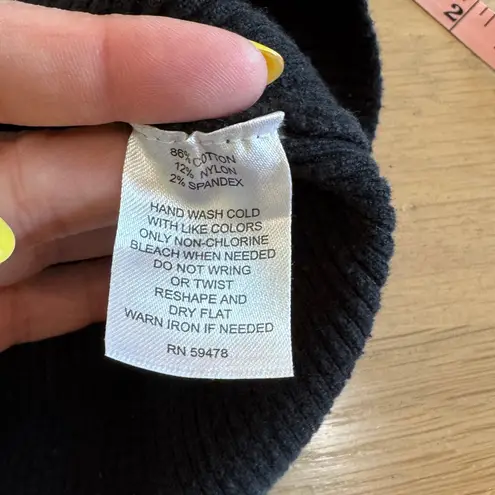 86% COTTON
12% NYLON
2% SPANDEX
HAND WASH COLD
WITH LIKE COLORS
ONLY NON-CHLORINE
BLEACH WHEN NEEDED
DO NOT WRING
OR TWIST
RESHAPE AND
DRY FLAT
WARN IRON IF NEEDED
RN 59478
2